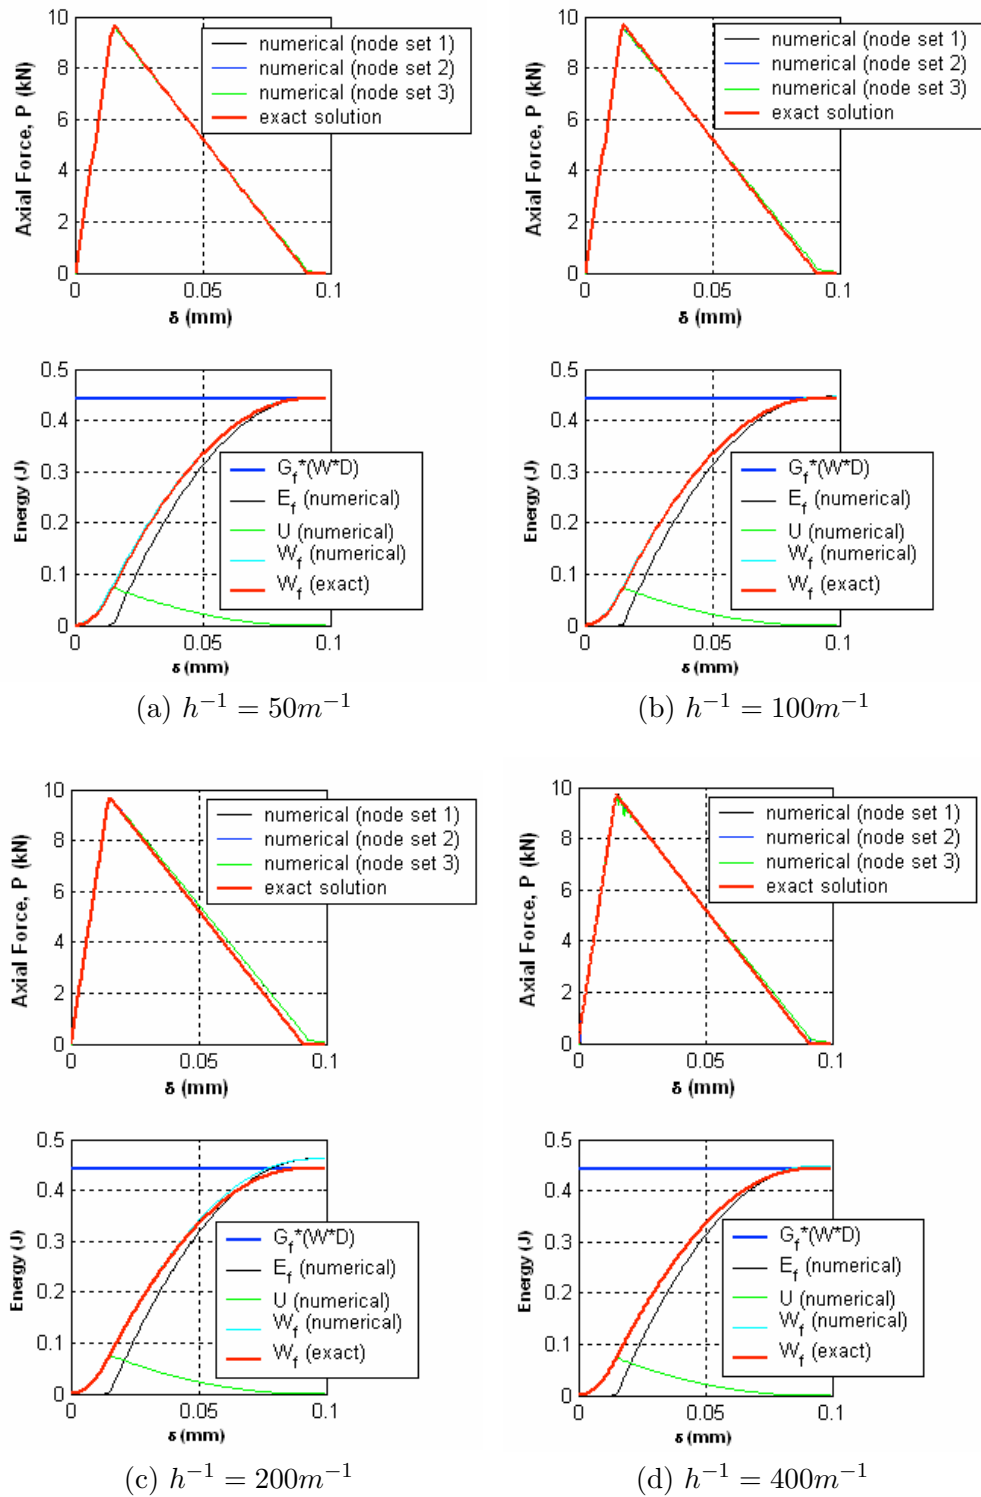 10
8
6
4
2
0
0
0.05
0.1
Axial Force, P (kN)
δ (mm)
numerical (node set 1)
numerical (node set 2)
numerical (node set 3)
exact solution
10
8
6
4
2
0
0
0.05
0.1
Axial Force, P (kN)
δ (mm)
numerical (node set 1)
numerical (node set 2)
numerical (node set 3)
exact solution
0.5
0.4
0.3
0.2
0.1
0
0
0.05
0.1
Energy (J)
δ (mm)
G_f*(W*D)
E_f (numerical)
U (numerical)
W_f (numerical)
W_f (exact)
0.5
0.4
0.3
0.2
0.1
0
0
0.05
0.1
Energy (J)
δ (mm)
G_f*(W*D)
E_f (numerical)
U (numerical)
W_f (numerical)
W_f (exact)
(a) h^{-1} = 50m^{-1}
(b) h^{-1} = 100m^{-1}
10
8
6
4
2
0
0
0.05
0.1
Axial Force, P (kN)
δ (mm)
numerical (node set 1)
numerical (node set 2)
numerical (node set 3)
exact solution
10
8
6
4
2
0
0
0.05
0.1
Axial Force, P (kN)
δ (mm)
numerical (node set 1)
numerical (node set 2)
numerical (node set 3)
exact solution
0.5
0.4
0.3
0.2
0.1
0
0
0.05
0.1
Energy (J)
δ (mm)
G_f*(W*D)
E_f (numerical)
U (numerical)
W_f (numerical)
W_f (exact)
0.5
0.4
0.3
0.2
0.1
0
0
0.05
0.1
Energy (J)
δ (mm)
G_f*(W*D)
E_f (numerical)
U (numerical)
W_f (numerical)
W_f (exact)
(c) h^{-1} = 200m^{-1}
(d) h^{-1} = 400m^{-1}